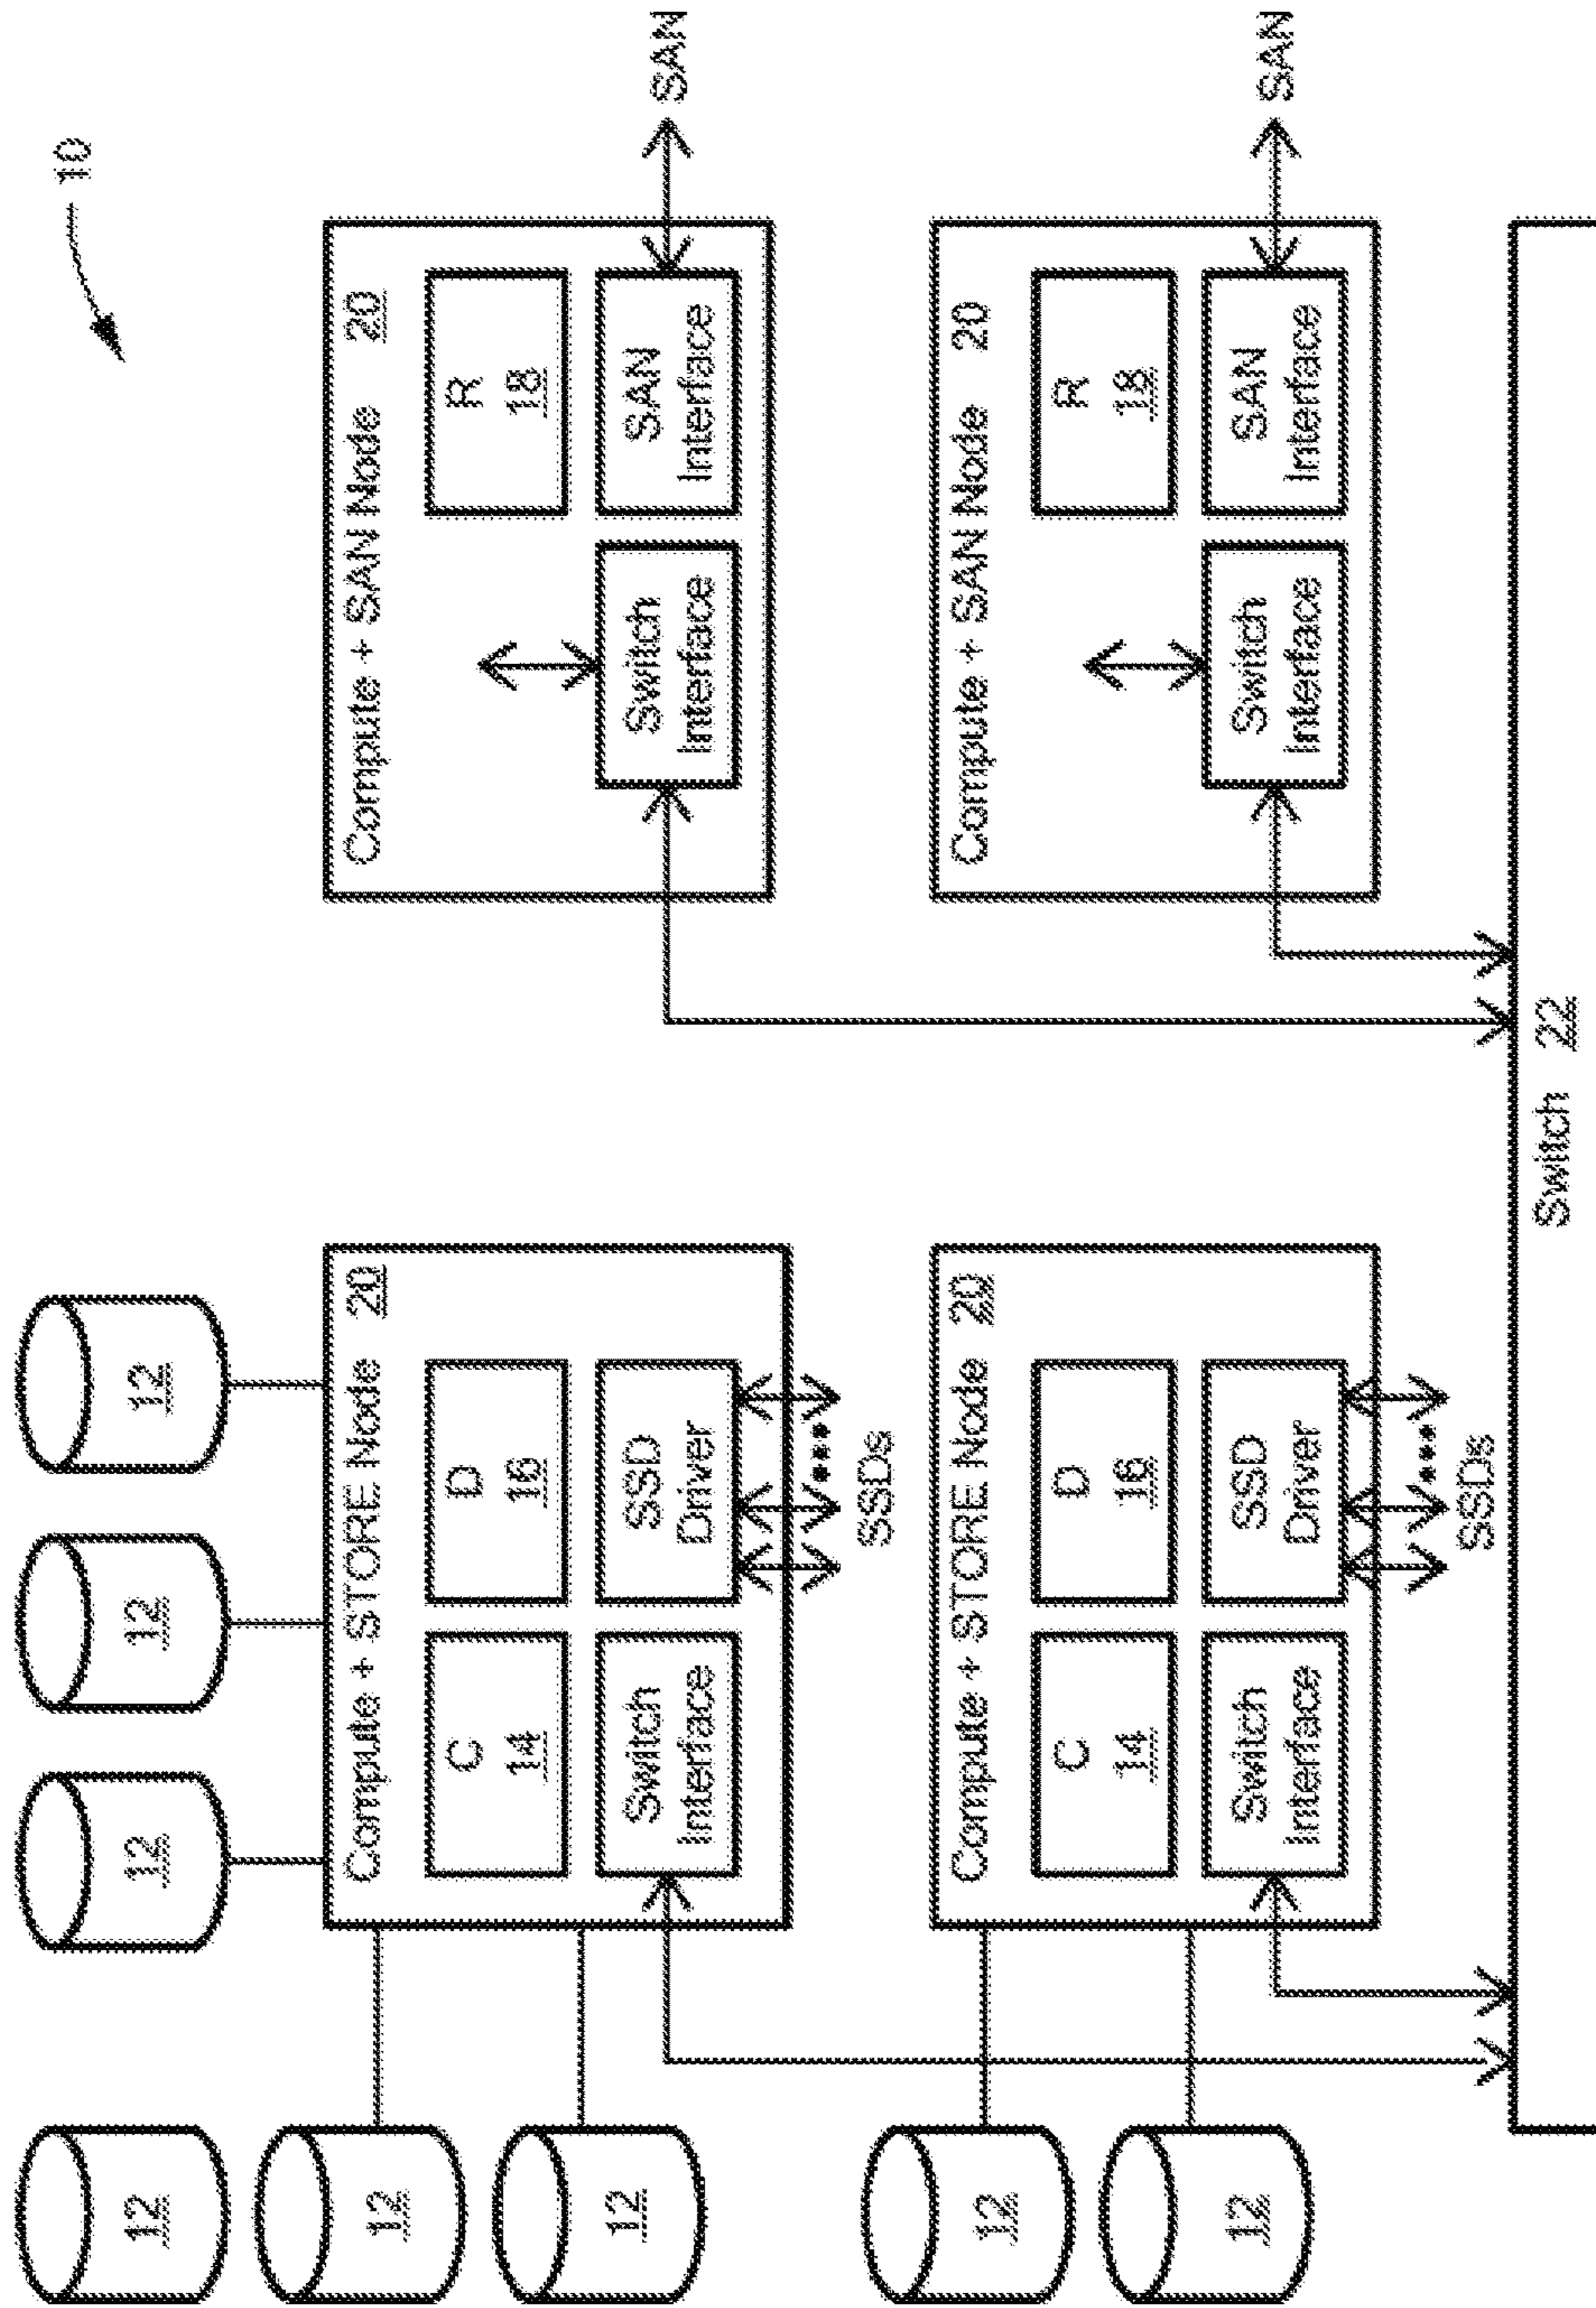 10
12
12
12
12
12
12
Compute + STORE Node 20
C
14
D
16
Switch
Interface
SSD
Driver
SSDs
Compute + SAN Node 20
R
18
Switch
Interface
SAN
Interface
SAN
12
12
Compute + STORE Node 20
C
14
D
16
Switch
Interface
SSD
Driver
SSDs
Compute + SAN Node 20
R
18
Switch
Interface
SAN
Interface
SAN
Switch 22